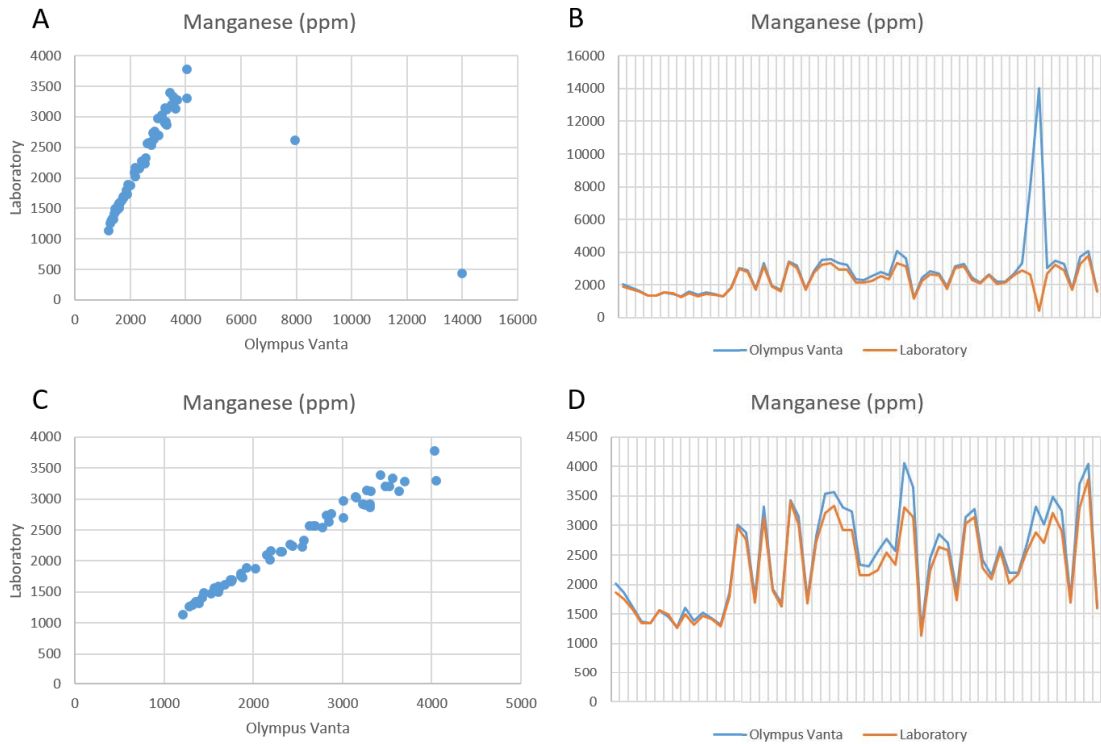 A
Manganese (ppm)
4000
3500
3000
2500
2000
1500
1000
500
0
Laboratory
0 2000 4000 6000 8000 10000 12000 14000 16000
Olympus Vanta
B
Manganese (ppm)
16000
14000
12000
10000
8000
6000
4000
2000
0
Olympus Vanta Laboratory
C
Manganese (ppm)
4000
3500
3000
2500
2000
1500
1000
500
0
Laboratory
0 1000 2000 3000 4000 5000
Olympus Vanta
D
Manganese (ppm)
4500
4000
3500
3000
2500
2000
1500
1000
500
0
Olympus Vanta Laboratory